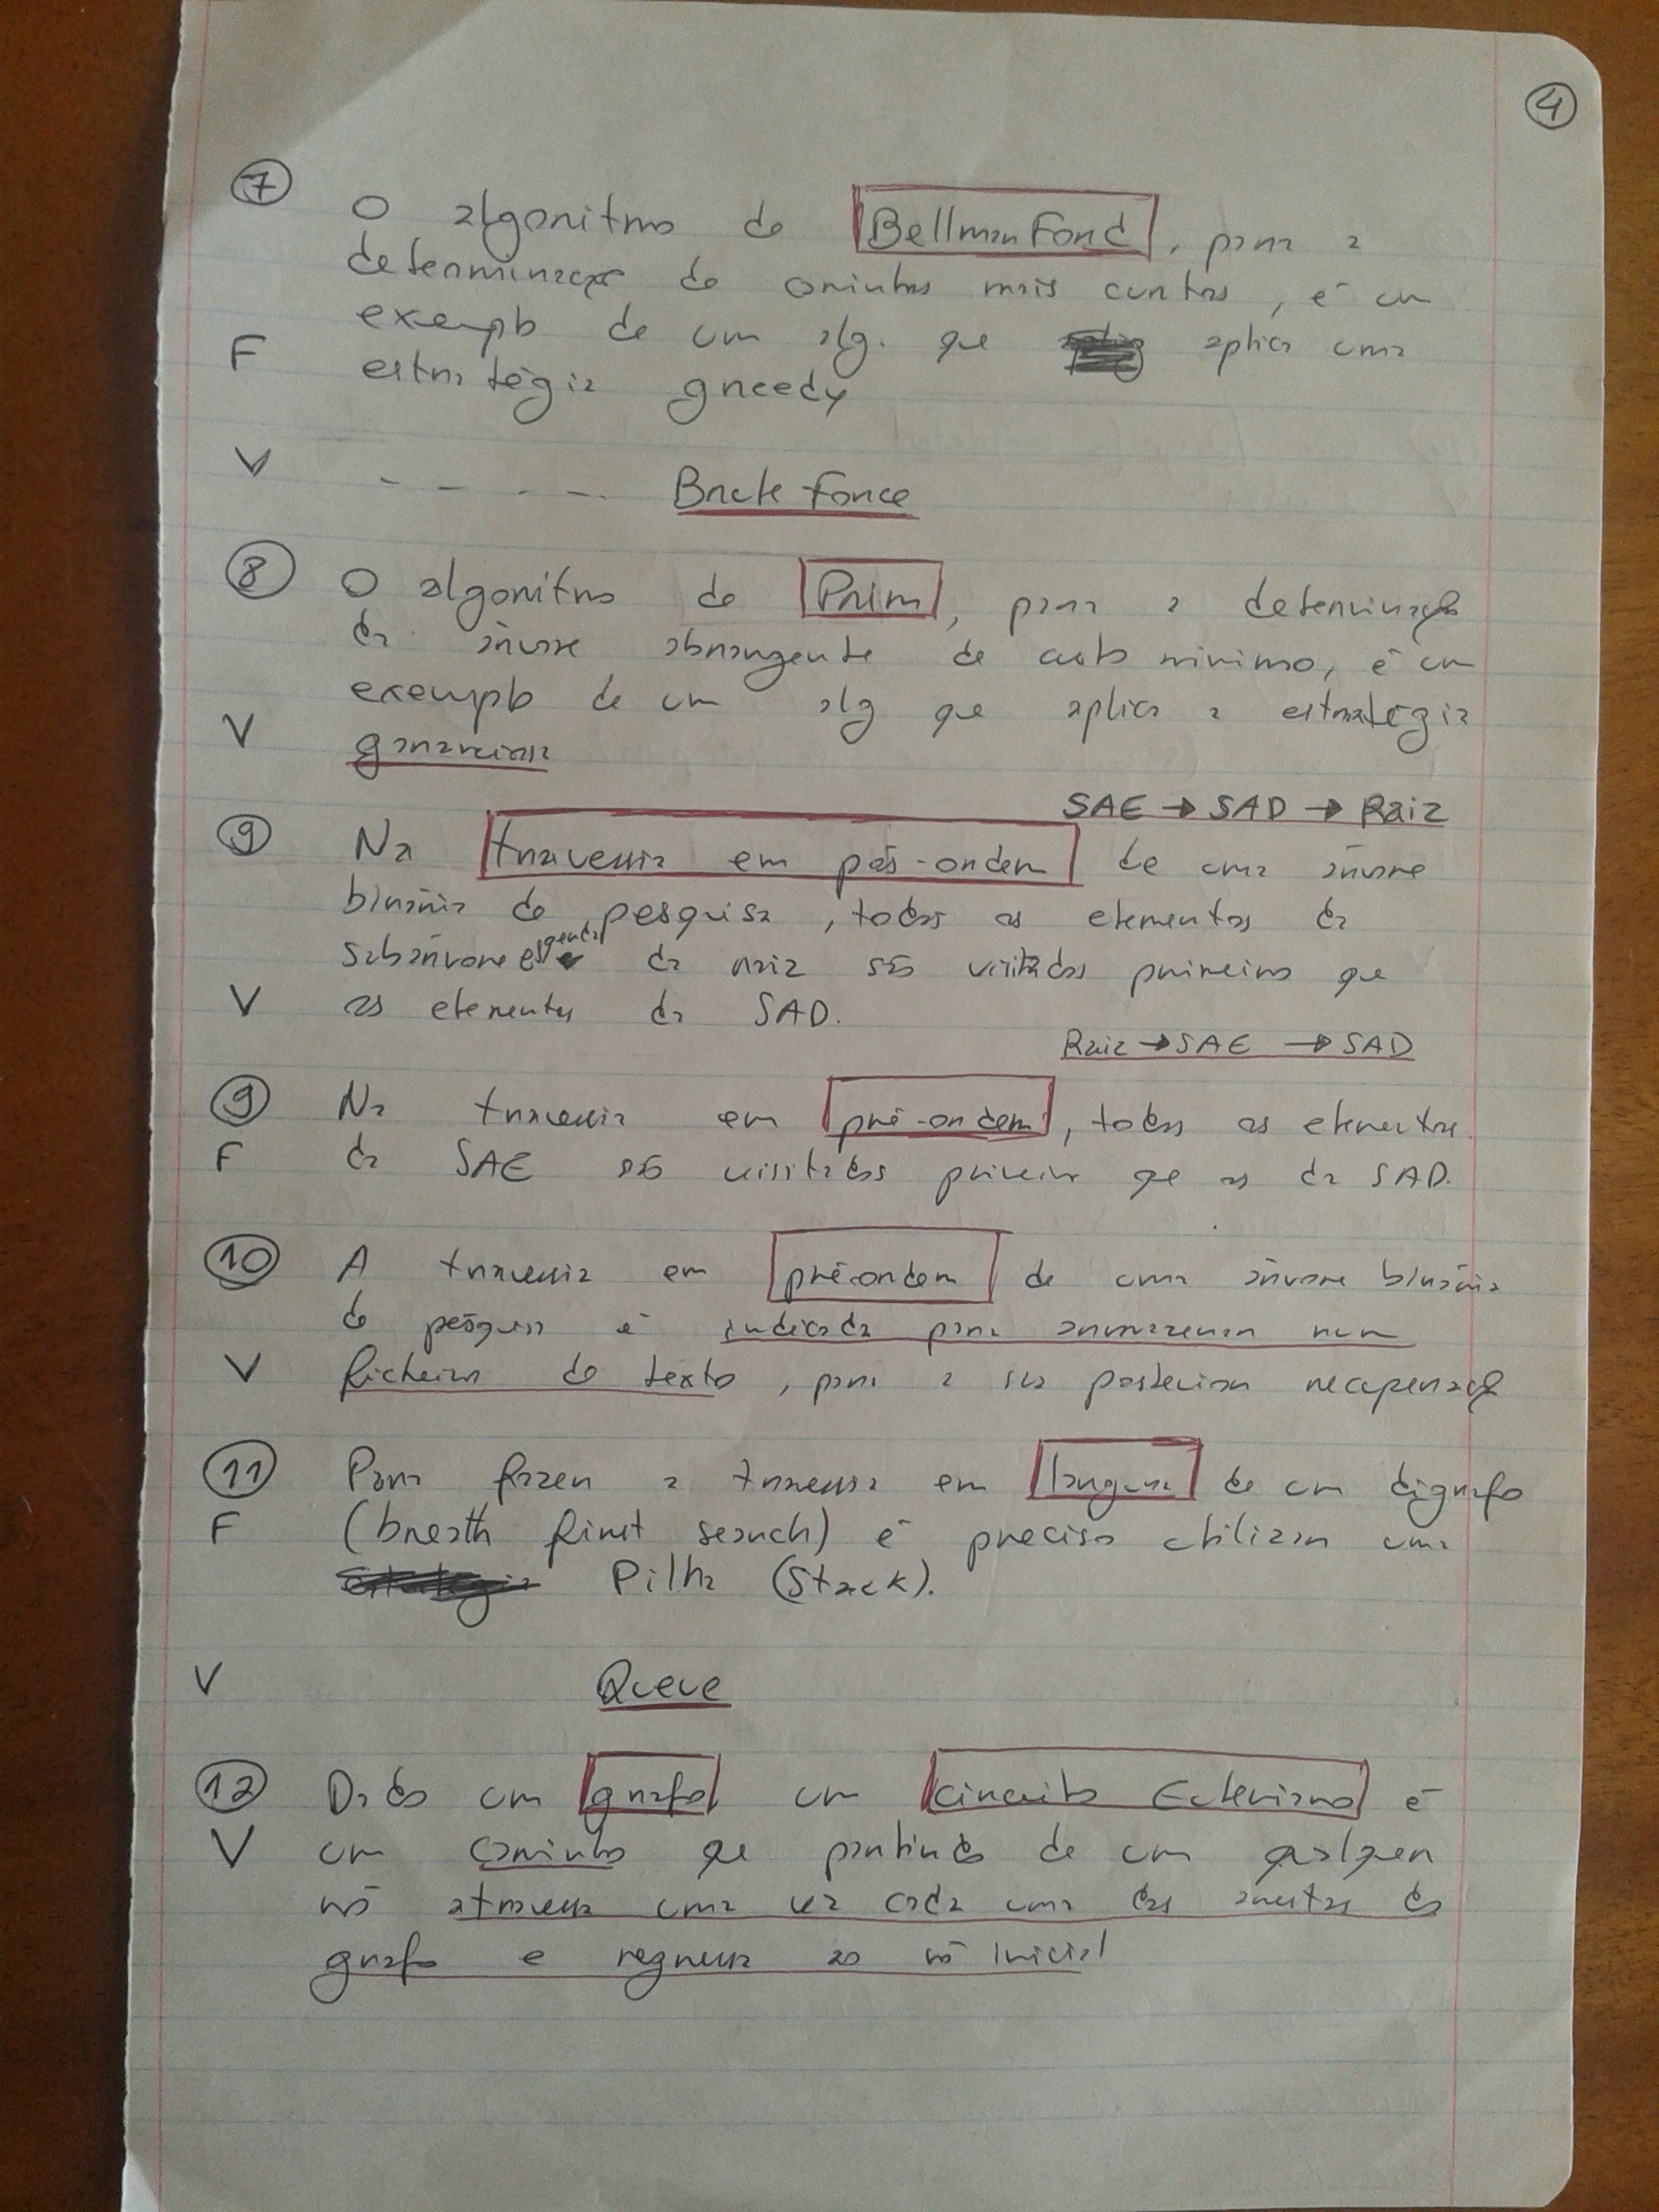 4
7 O algoritmo do Bellman Ford, para a
determinação do caminhos mais curtos, é um
exemplo de um alg. que aplica uma
F estratégia greedy
V - - - - - Brute Force
8 O algoritmo do Prim, para a determinação
da árvore abrangente de custo minimo, é um
exemplo de um alg que aplica a estratégia
V gananciosa
SAE → SAD → Raiz
9 Na travessia em pós-ordem de uma árvore
binária de pesquisa, todos os elementos da
subárvore esquerda da raiz são visitados primeiro que
V os elementos da SAD.
Raiz → SAE → SAD
9 Na travessia em pré-ordem, todos os elementos
F da SAE são visitados primeiro que os da SAD.
10 A travessia em pré-ordem de uma árvore binária
de pesquisa é indicada para armazenar num
V ficheiro de texto, para a sua posterior recuperação
11 Para fazer a travessia em largura de um digrafo
F (breath first search) é preciso utilizar uma
Pilha (Stack).
V Queue
12 Dado um grafo um circuito Euleriano é
V um caminho que partindo de um qualquer
nó atravessa uma vez cada uma das arestas do
grafo e regressa ao nó inicial